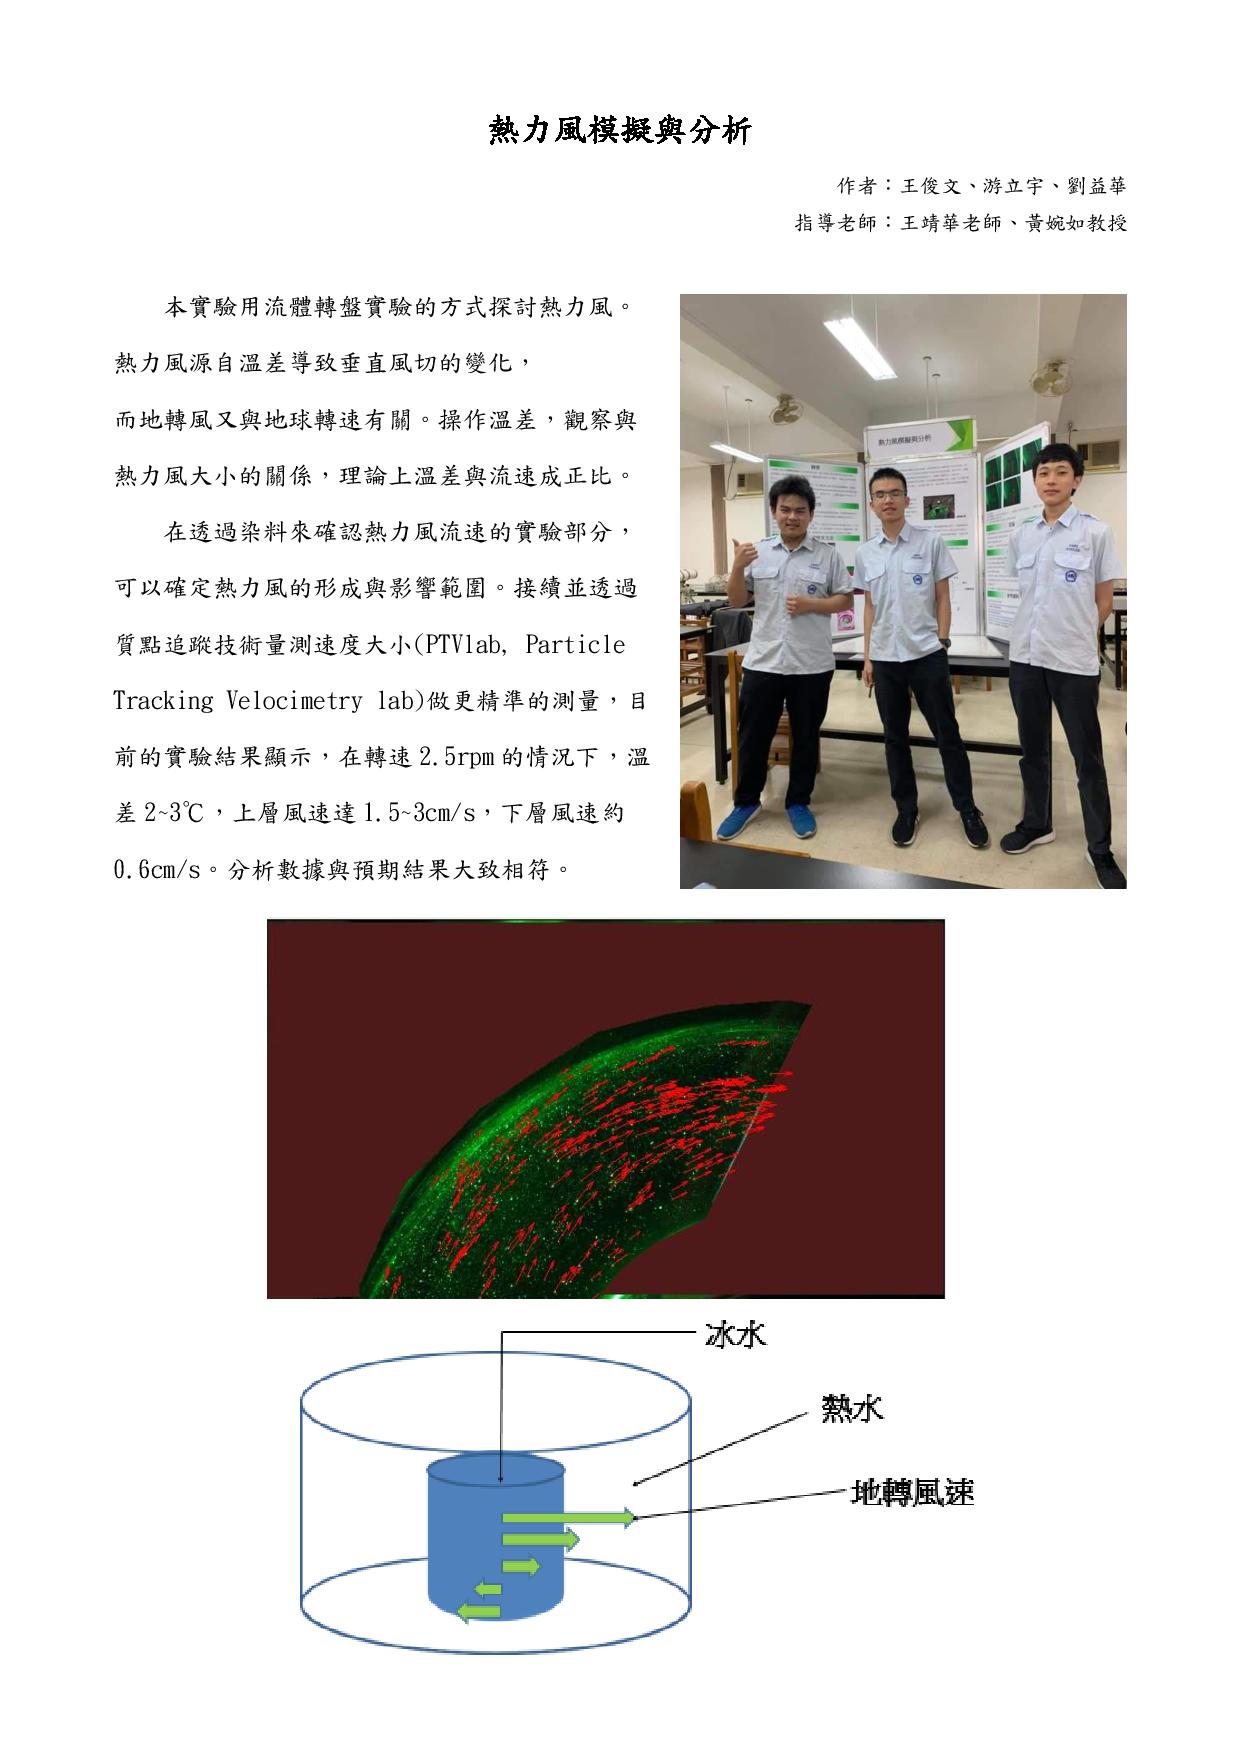 熱力風模擬與分析
作者：王俊文、游立宇、劉益華
指導老師：王靖華老師、黃婉如教授
本實驗用流體轉盤實驗的方式探討熱力風。
熱力風源自溫差導致垂直風切的變化，
而地轉風又與地球轉速有關。操作溫差，觀察與
熱力風大小的關係，理論上溫差與流速成正比。
在透過染料來確認熱力風流速的實驗部分，
可以確定熱力風的形成與影響範圍。接續並透過
質點追蹤技術量測速度大小(PTVlab, Particle
Tracking Velocimetry lab)做更精準的測量，目
前的實驗結果顯示，在轉速 2.5rpm 的情況下，溫
差 2~3℃，上層風速達 1.5~3cm/s，下層風速約
0.6cm/s。分析數據與預期結果大致相符。
熱力風模擬與分析
冰水
熱水
地轉風速